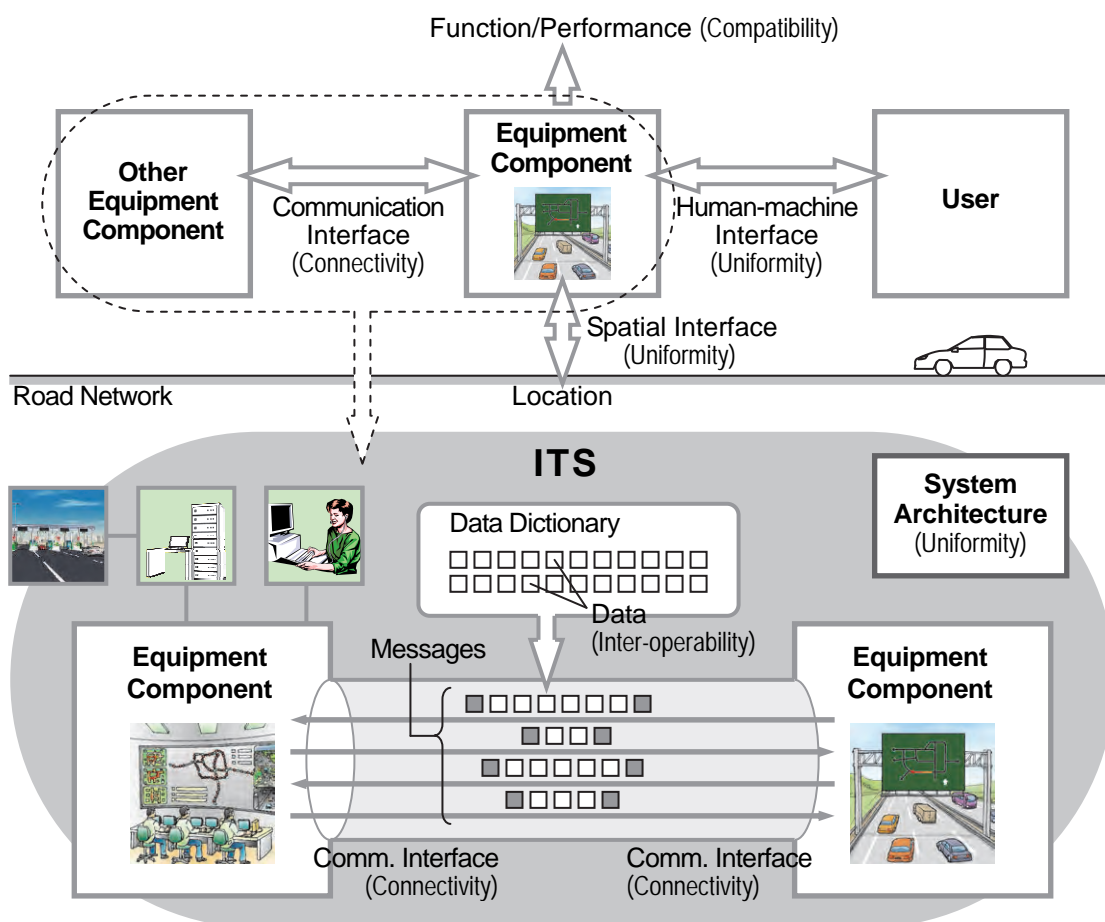 Function/Performance (Compatibility)
Other
Equipment
Component
Communication
Interface
(Connectivity)
Equipment
Component
Human-machine
Interface
(Uniformity)
User
Spatial Interface
(Uniformity)
Road Network
Location
ITS
System
Architecture
(Uniformity)
Data Dictionary
Data
(Inter-operability)
Messages
Equipment
Component
Equipment
Component
Comm. Interface
(Connectivity)
Comm. Interface
(Connectivity)